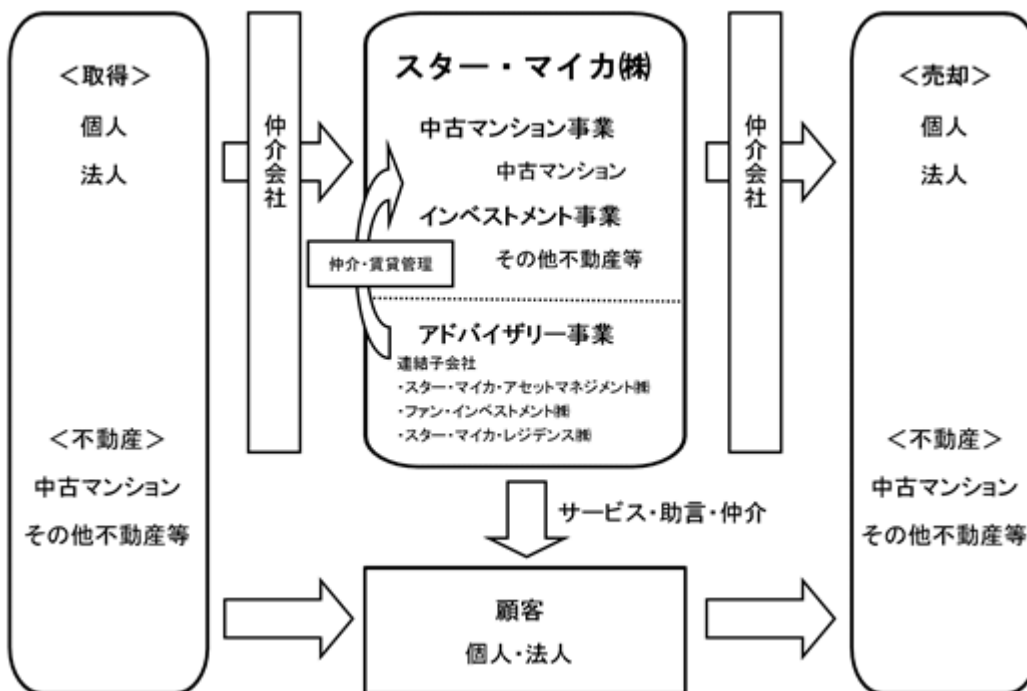 ＜取得＞
個人
法人
＜不動産＞
中古マンション
その他不動産等
仲介会社
スター・マイカ㈱
中古マンション事業
中古マンション
インベストメント事業
その他不動産等
仲介・賃貸管理
アドバイザリー事業
連結子会社
・スター・マイカ・アセットマネジメント㈱
・ファン・インベストメント㈱
・スター・マイカ・レジデンス㈱
サービス・助言・仲介
顧客
個人・法人
仲介会社
＜売却＞
個人
法人
＜不動産＞
中古マンション
その他不動産等